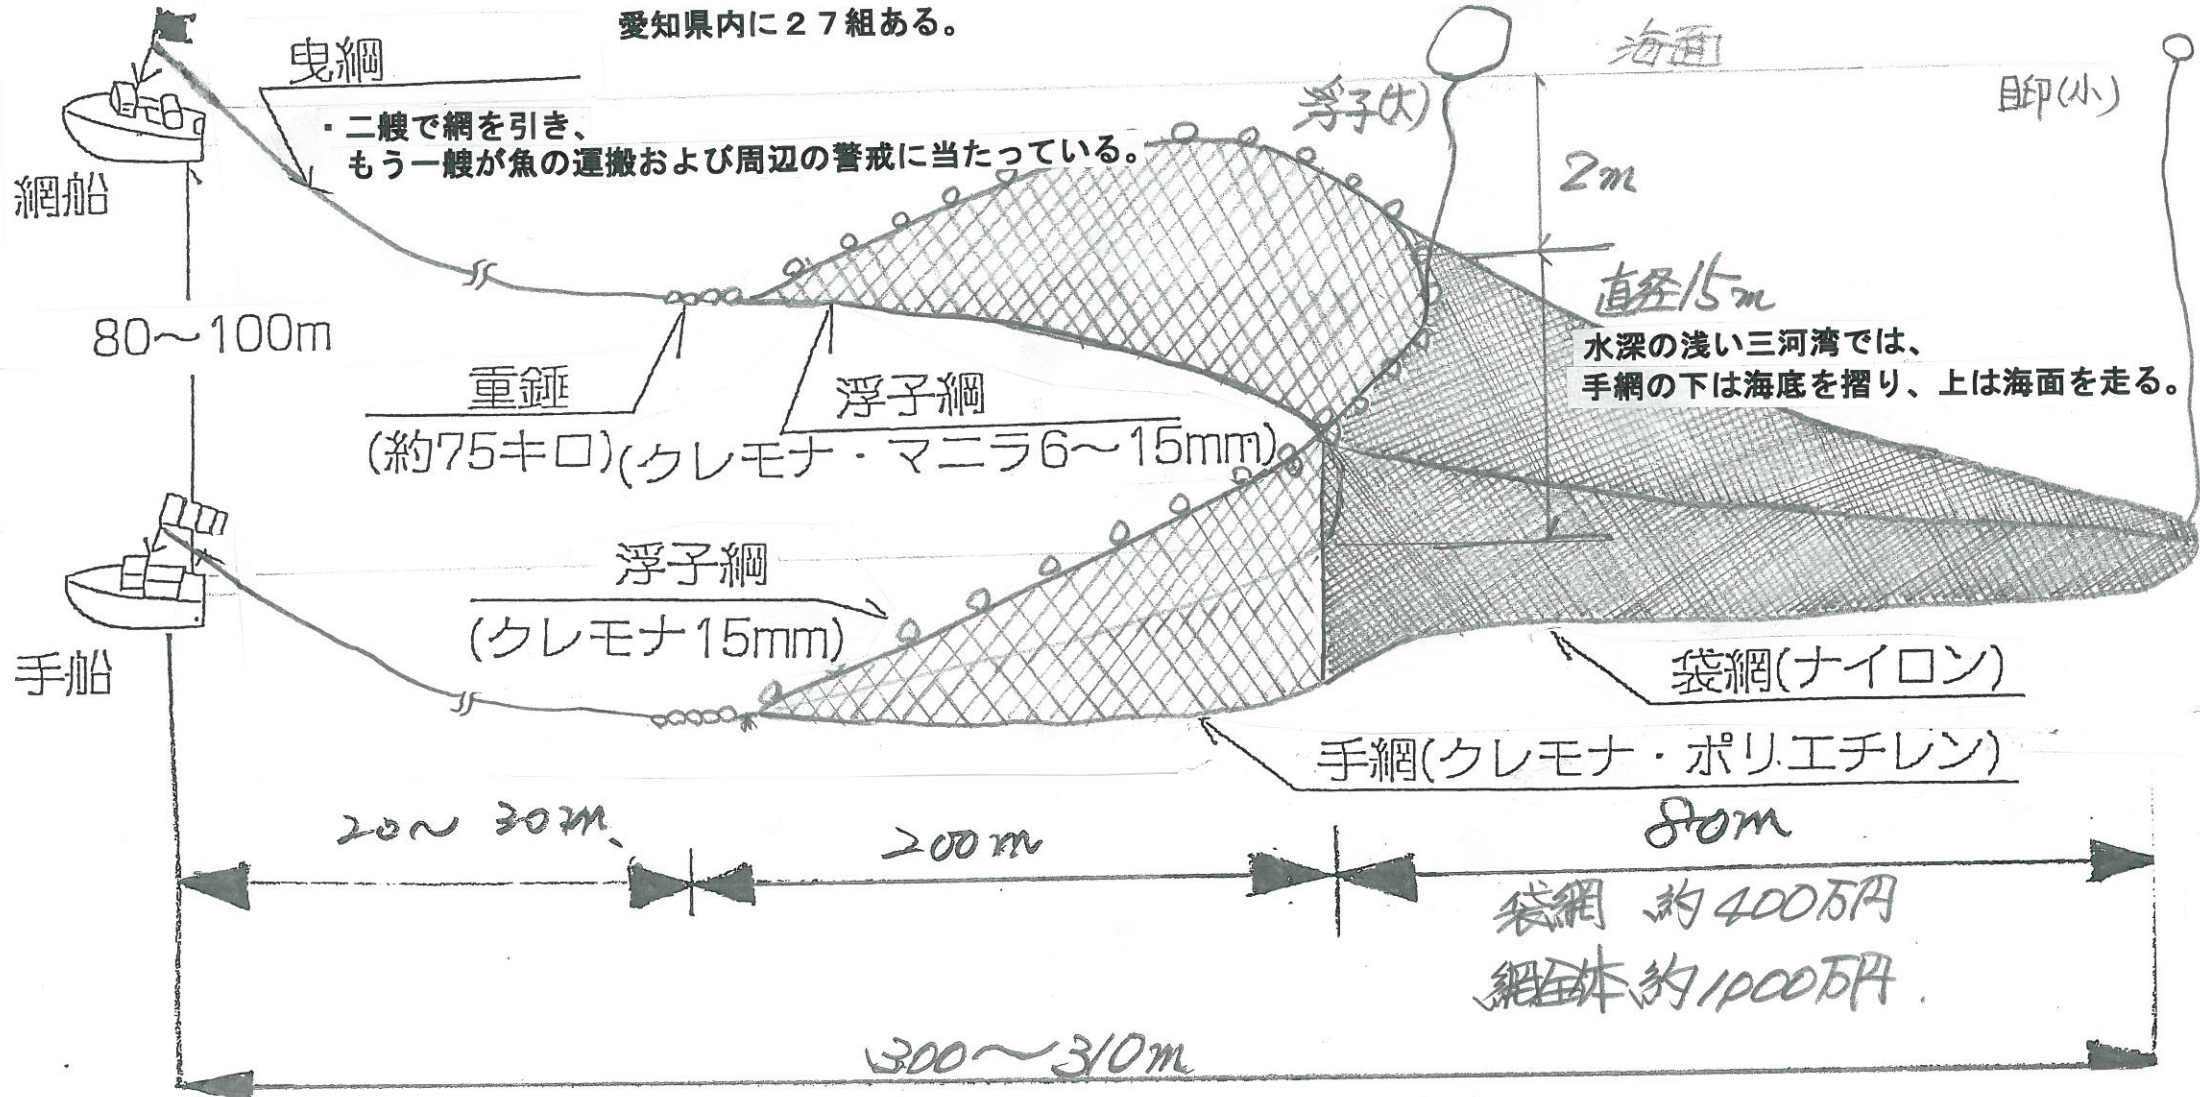 愛知県内に27組ある。
曳綱
・二艘で網を引き、
もう一艘が魚の運搬および周辺の警戒に当たっている。
海面
浮子(大)
目印(小)
2m
網船
直径15m
80〜100m
水深の浅い三河湾では、
手網の下は海底を摺り、上は海面を走る。
重錘
(約75キロ)
浮子綱
(クレモナ・マニラ6〜15mm)
浮子綱
(クレモナ15mm)
手船
袋網(ナイロン)
手網(クレモナ・ポリエチレン)
20〜30m
200m
80m
袋網 約400万円
網全体 約1000万円
300〜310m